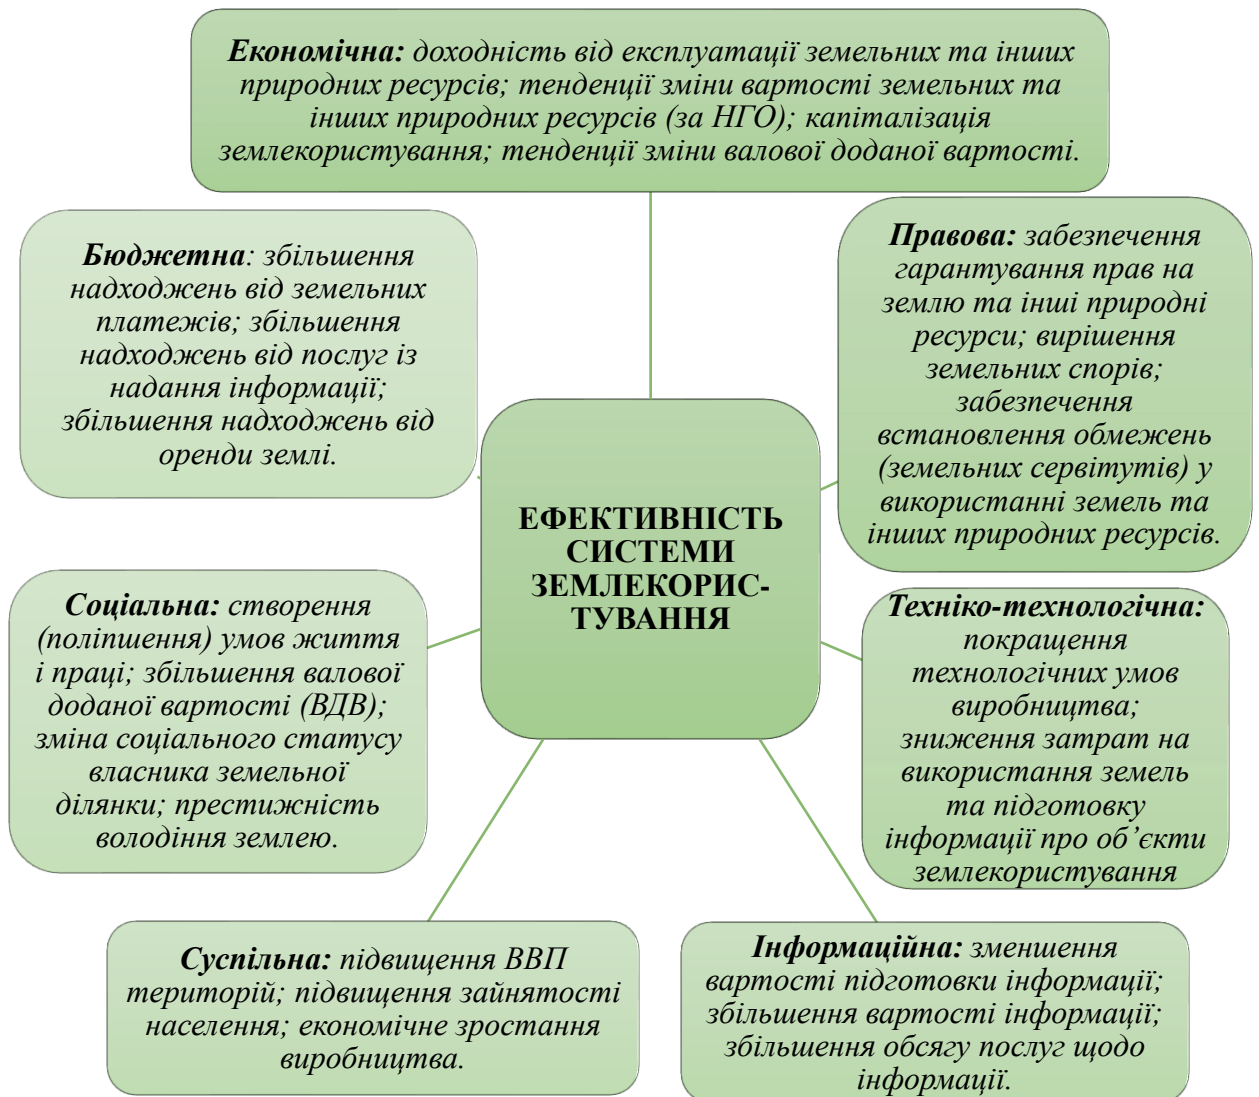 Економічна: доходність від експлуатації земельних та інших
природних ресурсів; тенденції зміни вартості земельних та
інших природних ресурсів (за НГО); капіталізація
землекористування; тенденції зміни валової доданої вартості.
Бюджетна: збільшення
надходжень від земельних
платежів; збільшення
надходжень від послуг із
надання інформації;
збільшення надходжень від
оренди землі.
Правова: забезпечення
гарантування прав на
землю та інші природні
ресурси; вирішення
земельних спорів;
забезпечення
встановлення обмежень
(земельних сервітутів) у
використанні земель та
інших природних ресурсів.
ЕФЕКТИВНІСТЬ
СИСТЕМИ
ЗЕМЛЕКОРИС-
ТУВАННЯ
Соціальна: створення
(поліпшення) умов життя
і праці; збільшення валової
доданої вартості (ВДВ);
зміна соціального статусу
власника земельної
ділянки; престижність
володіння землею.
Техніко-технологічна:
покращення
технологічних умов
виробництва;
зниження затрат на
використання земель
та підготовку
інформації про об’єкти
землекористування
Суспільна: підвищення ВВП
територій; підвищення зайнятості
населення; економічне зростання
виробництва.
Інформаційна: зменшення
вартості підготовки інформації;
збільшення вартості інформації;
збільшення обсягу послуг щодо
інформації.